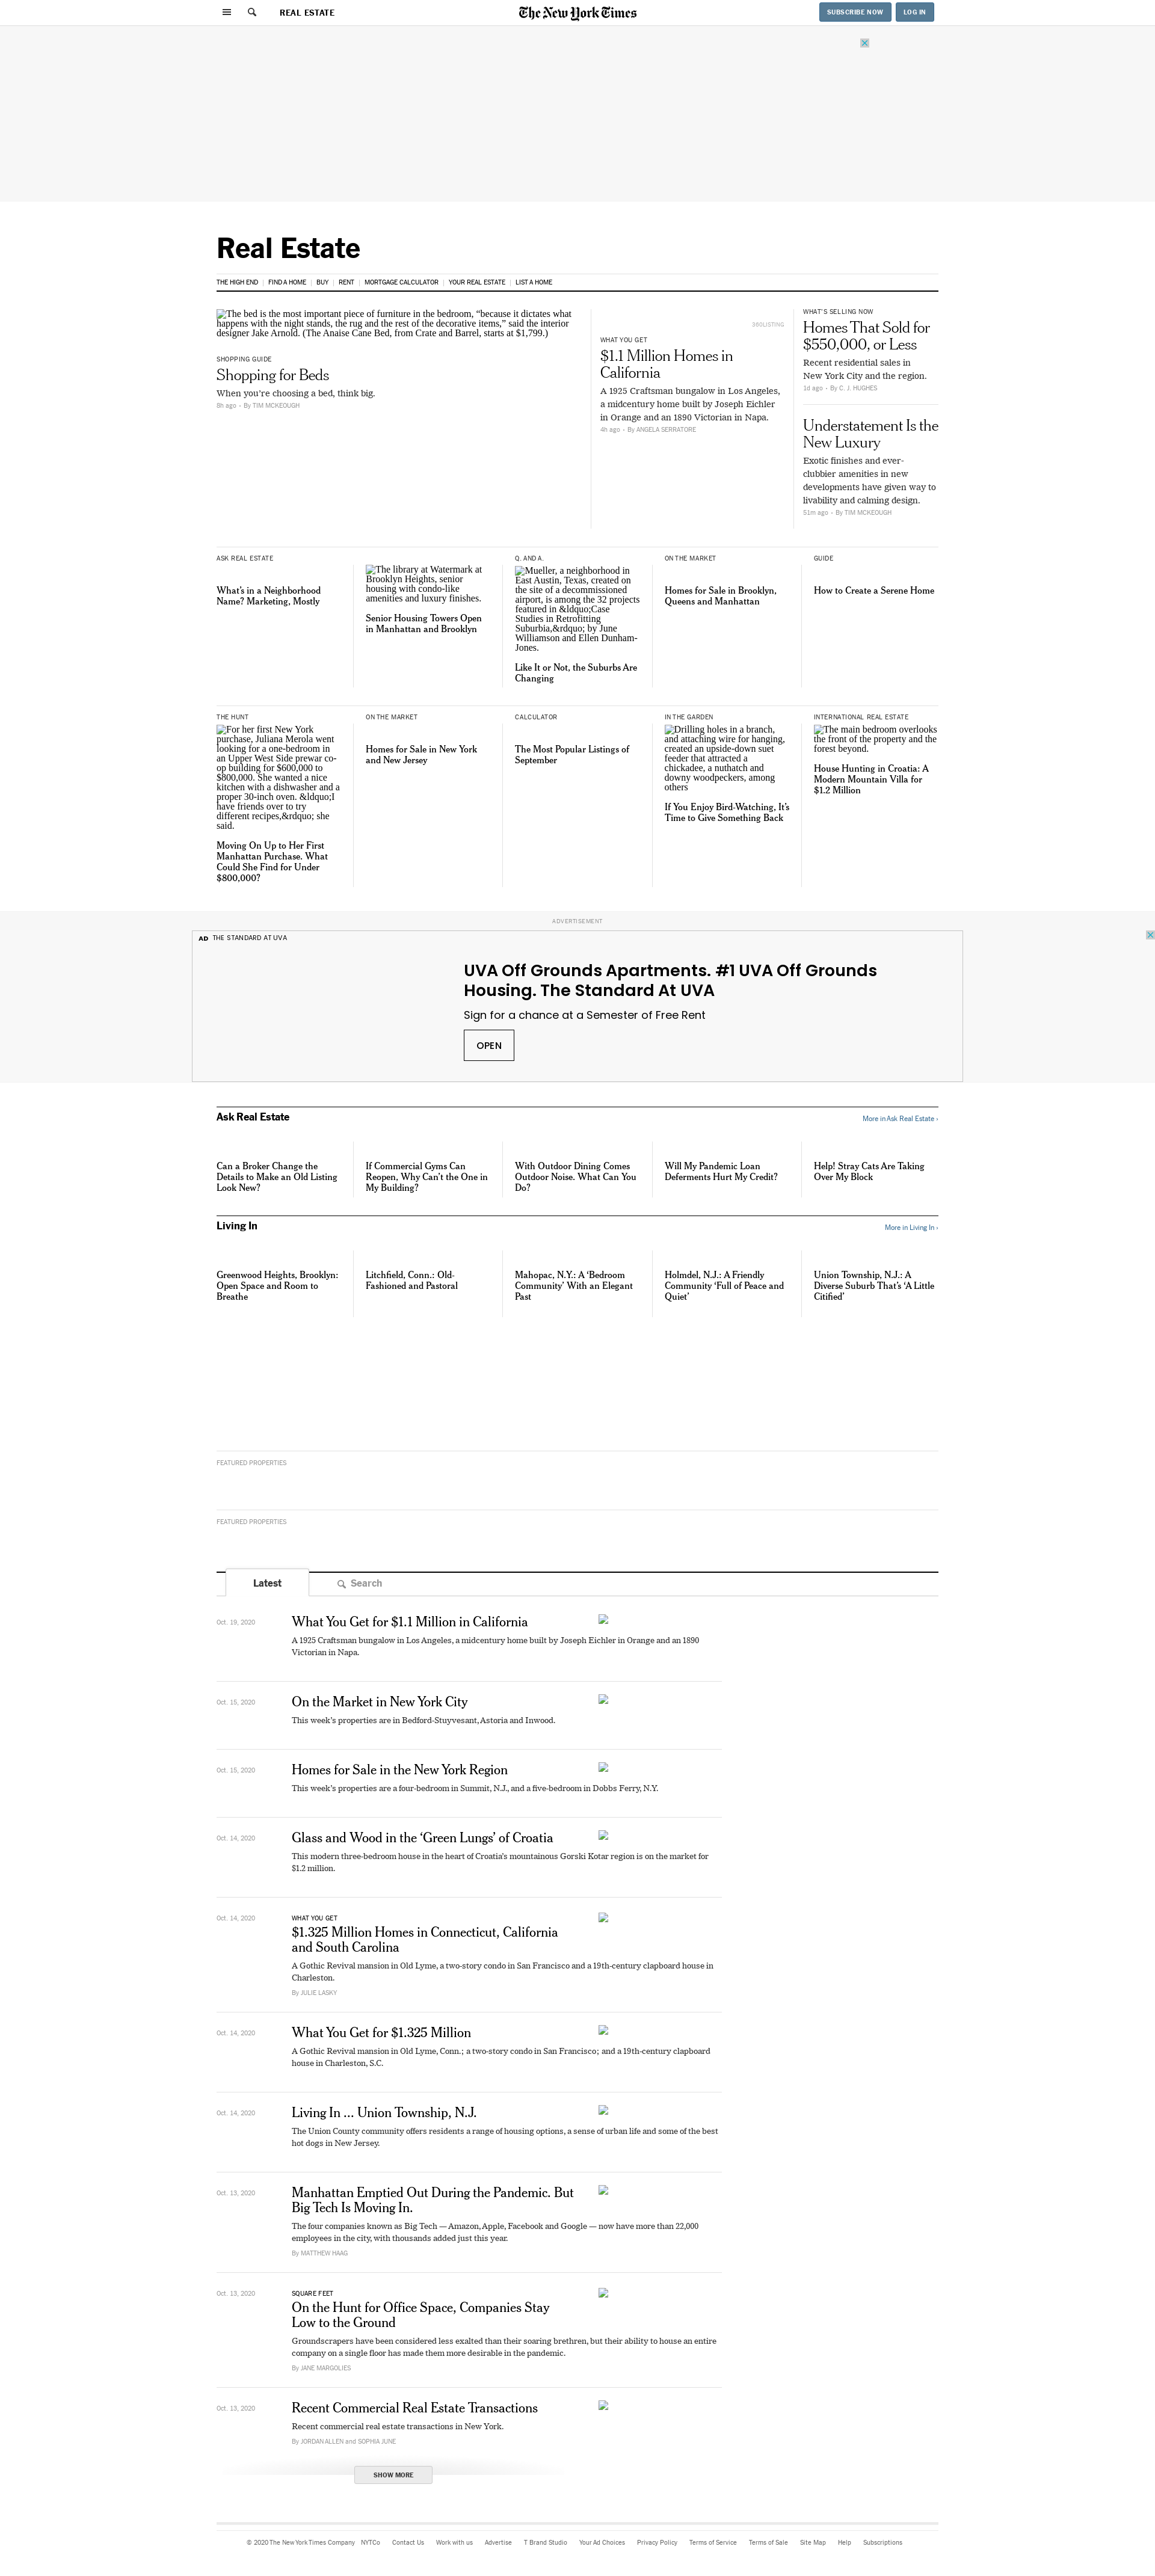 REAL ESTATE
The New York Times
SUBSCRIBE NOW
LOG IN
Real Estate
THE HIGH END
FIND A HOME
BUY
RENT
MORTGAGE CALCULATOR
YOUR REAL ESTATE
LIST A HOME
The bed is the most important piece of furniture in the bedroom, “because it dictates what
happens with the night stands, the rug and the rest of the decorative items,” said the interior
designer Jake Arnold. (The Anaise Cane Bed, from Crate and Barrel, starts at $1,799.)
SHOPPING GUIDE
Shopping for Beds
When you’re choosing a bed, think big.
8h ago • By TIM MCKEOUGH
360LISTING
WHAT YOU GET
$1.1 Million Homes in
California
A 1925 Craftsman bungalow in Los Angeles,
a midcentury home built by Joseph Eichler
in Orange and an 1890 Victorian in Napa.
4h ago • By ANGELA SERRATORE
WHAT’S SELLING NOW
Homes That Sold for
$550,000, or Less
Recent residential sales in
New York City and the region.
1d ago • By C. J. HUGHES
Understatement Is the
New Luxury
Exotic finishes and ever-
clubbier amenities in new
developments have given way to
livability and calming design.
51m ago • By TIM MCKEOUGH
ASK REAL ESTATE
What’s in a Neighborhood
Name? Marketing, Mostly
The library at Watermark at
Brooklyn Heights, senior
housing with condo-like
amenities and luxury finishes.
Senior Housing Towers Open
in Manhattan and Brooklyn
Q. AND A.
Mueller, a neighborhood in
East Austin, Texas, created on
the site of a decommissioned
airport, is among the 32 projects
featured in &ldquo;Case
Studies in Retrofitting
Suburbia,&rdquo; by June
Williamson and Ellen Dunham-
Jones.
Like It or Not, the Suburbs Are
Changing
ON THE MARKET
Homes for Sale in Brooklyn,
Queens and Manhattan
GUIDE
How to Create a Serene Home
THE HUNT
For her first New York
purchase, Juliana Merola went
looking for a one-bedroom in
an Upper West Side prewar co-
op building for $600,000 to
$800,000. She wanted a nice
kitchen with a dishwasher and a
proper 30-inch oven. &ldquo;I
have friends over to try
different recipes,&rdquo; she
said.
Moving On Up to Her First
Manhattan Purchase. What
Could She Find for Under
$800,000?
ON THE MARKET
Homes for Sale in New York
and New Jersey
CALCULATOR
The Most Popular Listings of
September
IN THE GARDEN
Drilling holes in a branch,
and attaching wire for hanging,
created an upside-down suet
feeder that attracted a
chickadee, a nuthatch and
downy woodpeckers, among
others
If You Enjoy Bird-Watching, It’s
Time to Give Something Back
INTERNATIONAL REAL ESTATE
The main bedroom overlooks
the front of the property and the
forest beyond.
House Hunting in Croatia: A
Modern Mountain Villa for
$1.2 Million
ADVERTISEMENT
AD THE STANDARD AT UVA
UVA Off Grounds Apartments. #1 UVA Off Grounds
Housing. The Standard At UVA
Sign for a chance at a Semester of Free Rent
OPEN
Ask Real Estate
More in Ask Real Estate ›
Can a Broker Change the
Details to Make an Old Listing
Look New?
If Commercial Gyms Can
Reopen, Why Can’t the One in
My Building?
With Outdoor Dining Comes
Outdoor Noise. What Can You
Do?
Will My Pandemic Loan
Deferments Hurt My Credit?
Help! Stray Cats Are Taking
Over My Block
Living In
More in Living In ›
Greenwood Heights, Brooklyn:
Open Space and Room to
Breathe
Litchfield, Conn.: Old-
Fashioned and Pastoral
Mahopac, N.Y.: A ‘Bedroom
Community’ With an Elegant
Past
Holmdel, N.J.: A Friendly
Community ‘Full of Peace and
Quiet’
Union Township, N.J.: A
Diverse Suburb That’s ‘A Little
Citified’
FEATURED PROPERTIES
FEATURED PROPERTIES
Latest
Search
Oct. 19, 2020
What You Get for $1.1 Million in California
A 1925 Craftsman bungalow in Los Angeles, a midcentury home built by Joseph Eichler in Orange and an 1890
Victorian in Napa.
Oct. 15, 2020
On the Market in New York City
This week’s properties are in Bedford-Stuyvesant, Astoria and Inwood.
Oct. 15, 2020
Homes for Sale in the New York Region
This week’s properties are a four-bedroom in Summit, N.J., and a five-bedroom in Dobbs Ferry, N.Y.
Oct. 14, 2020
Glass and Wood in the ‘Green Lungs’ of Croatia
This modern three-bedroom house in the heart of Croatia’s mountainous Gorski Kotar region is on the market for
$1.2 million.
Oct. 14, 2020
WHAT YOU GET
$1.325 Million Homes in Connecticut, California
and South Carolina
A Gothic Revival mansion in Old Lyme, a two-story condo in San Francisco and a 19th-century clapboard house in
Charleston.
By JULIE LASKY
Oct. 14, 2020
What You Get for $1.325 Million
A Gothic Revival mansion in Old Lyme, Conn.; a two-story condo in San Francisco; and a 19th-century clapboard
house in Charleston, S.C.
Oct. 14, 2020
Living In ... Union Township, N.J.
The Union County community offers residents a range of housing options, a sense of urban life and some of the best
hot dogs in New Jersey.
Oct. 13, 2020
Manhattan Emptied Out During the Pandemic. But
Big Tech Is Moving In.
The four companies known as Big Tech — Amazon, Apple, Facebook and Google — now have more than 22,000
employees in the city, with thousands added just this year.
By MATTHEW HAAG
Oct. 13, 2020
SQUARE FEET
On the Hunt for Office Space, Companies Stay
Low to the Ground
Groundscrapers have been considered less exalted than their soaring brethren, but their ability to house an entire
company on a single floor has made them more desirable in the pandemic.
By JANE MARGOLIES
Oct. 13, 2020
Recent Commercial Real Estate Transactions
Recent commercial real estate transactions in New York.
By JORDAN ALLEN and SOPHIA JUNE
SHOW MORE
© 2020 The New York Times Company
NYTCo
Contact Us
Work with us
Advertise
T Brand Studio
Your Ad Choices
Privacy Policy
Terms of Service
Terms of Sale
Site Map
Help
Subscriptions